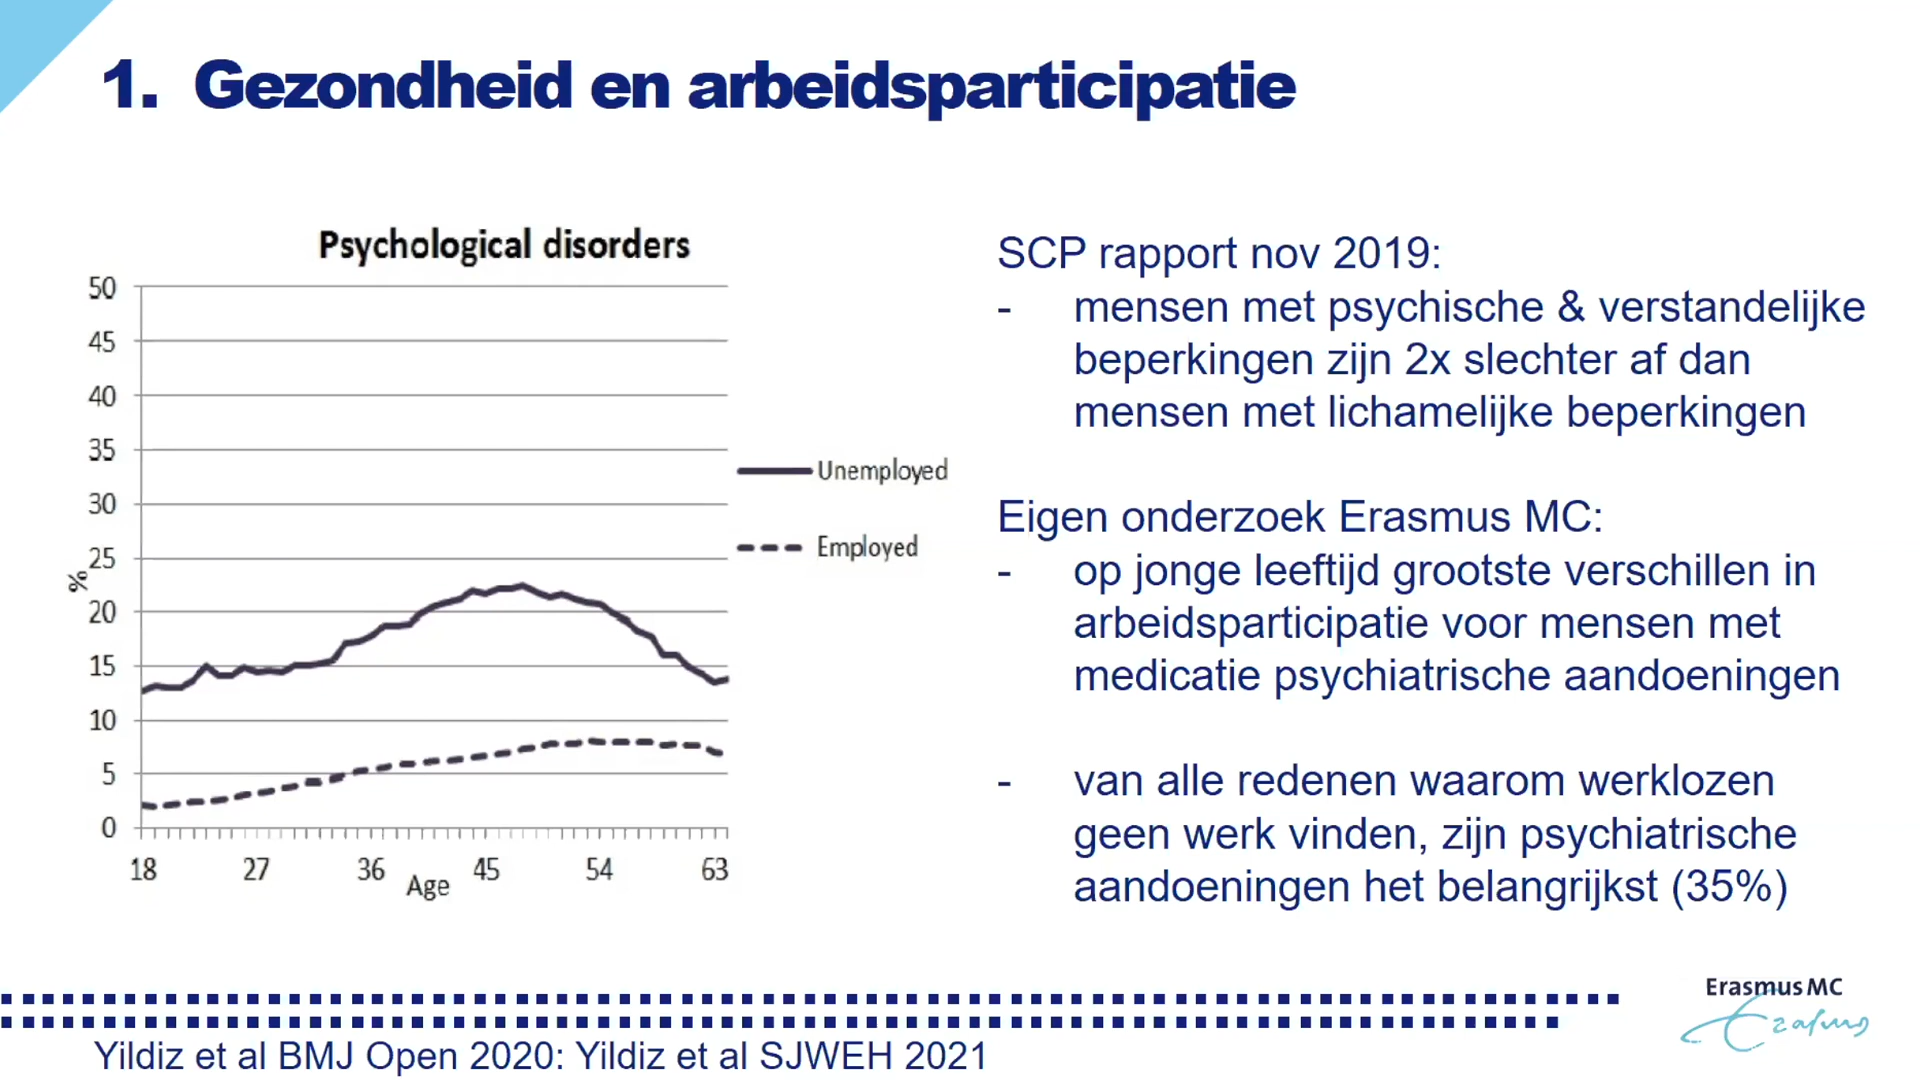 1. Gezondheid en arbeidsparticipatie
Psychological disorders
50
45
40
35
30
25
20
15
10
5
0
%
18 27 36 45 54 63
Age
Unemployed
Employed
SCP rapport nov 2019:
- mensen met psychische & verstandelijke
beperkingen zijn 2x slechter af dan
mensen met lichamelijke beperkingen
Eigen onderzoek Erasmus MC:
- op jonge leeftijd grootste verschillen in
arbeidsparticipatie voor mensen met
medicatie psychiatrische aandoeningen
- van alle redenen waarom werklozen
geen werk vinden, zijn psychiatrische
aandoeningen het belangrijkst (35%)
Erasmus MC
Erasmus
Yildiz et al BMJ Open 2020: Yildiz et al SJWEH 2021